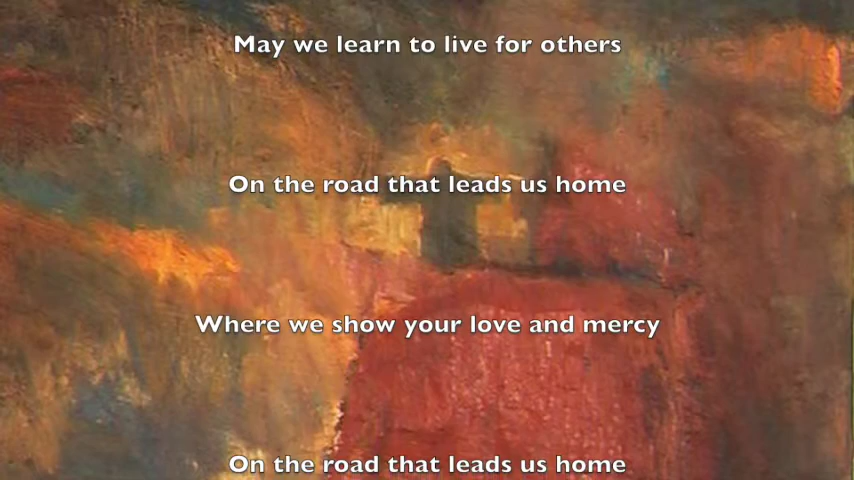 May we learn to live for others
On the road that leads us home
Where we show your love and mercy
On the road that leads us home